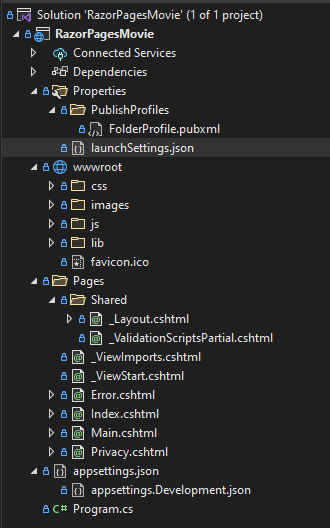 Solution 'RazorPagesMovie' (1 of 1 project)
RazorPagesMovie
Connected Services
Dependencies
Properties
PublishProfiles
FolderProfile.pubxml
launchSettings.json
wwwroot
css
images
js
lib
favicon.ico
Pages
Shared
_Layout.cshtml
_ValidationScriptsPartial.cshtml
_ViewImports.cshtml
_ViewStart.cshtml
Error.cshtml
Index.cshtml
Main.cshtml
Privacy.cshtml
appsettings.json
appsettings.Development.json
C# Program.cs